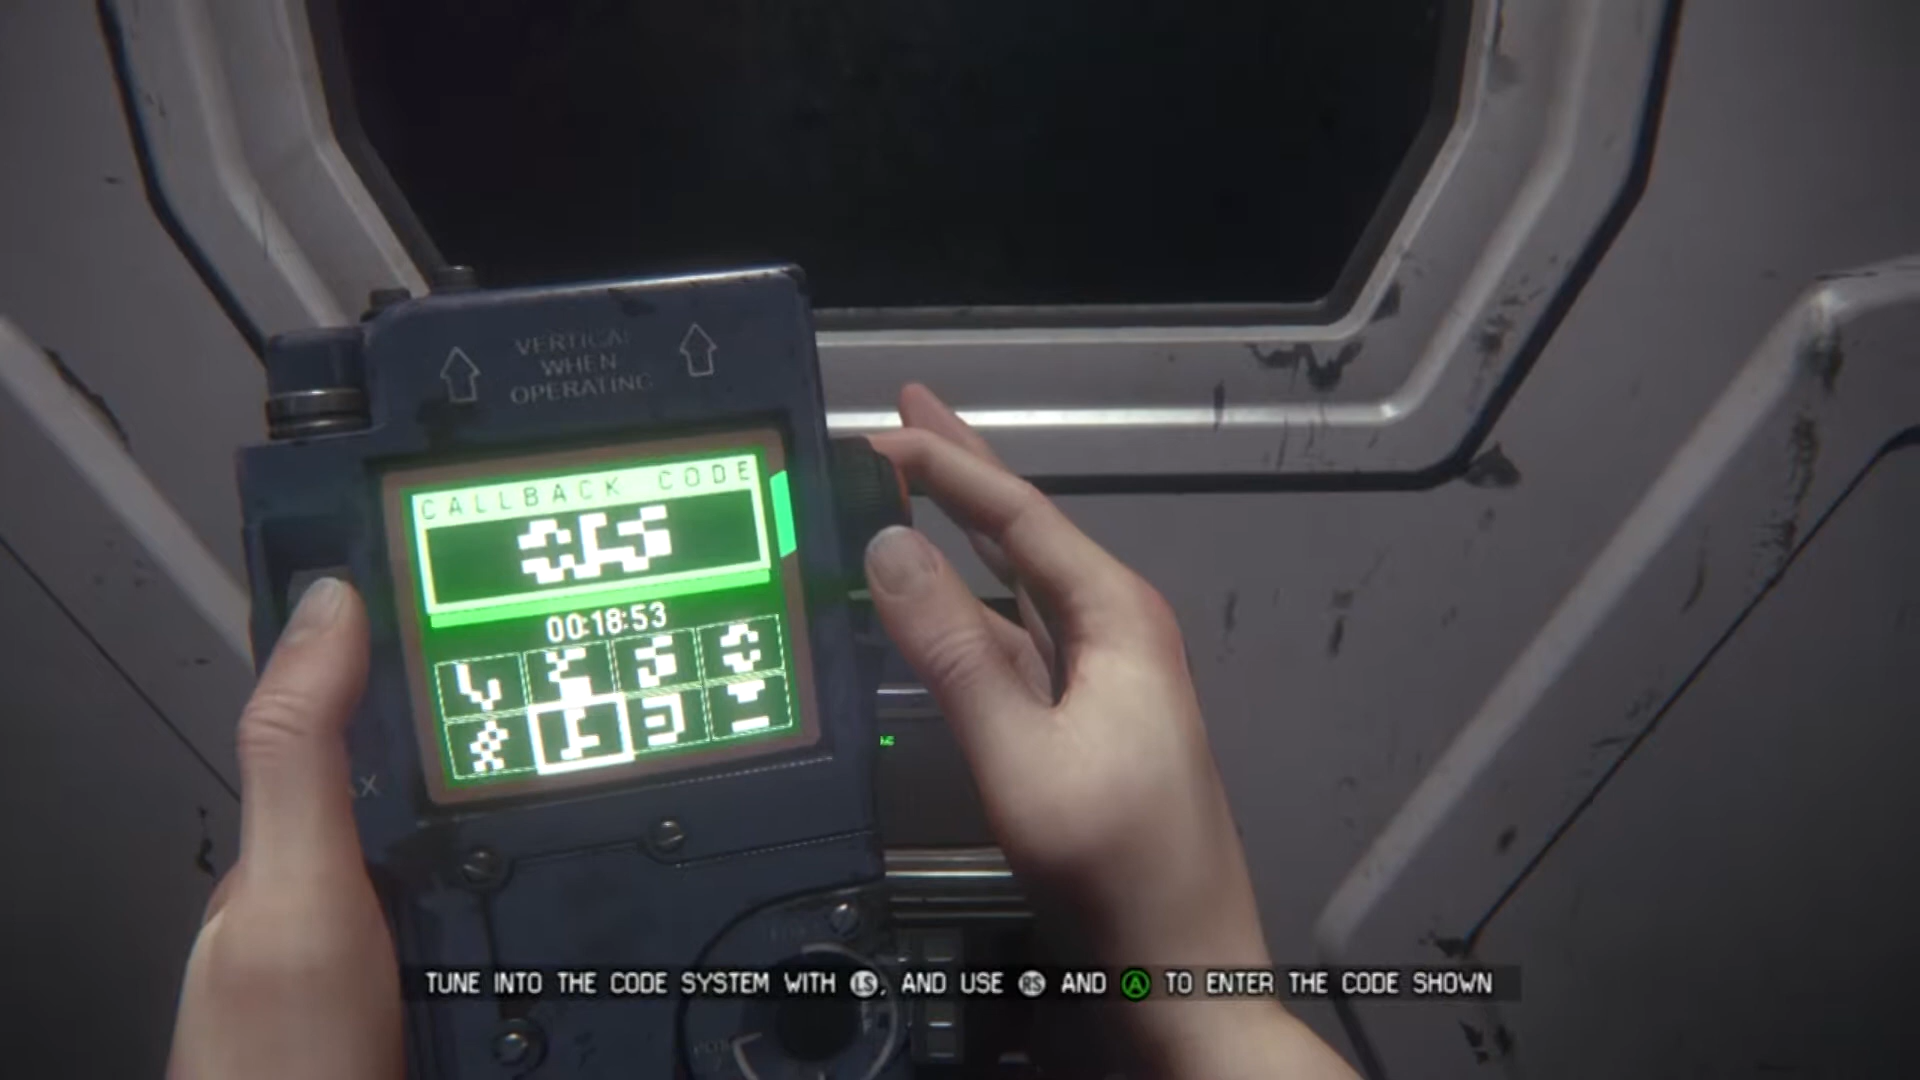 VERTICAL
WHEN
OPERATING
CALLBACK CODE
00:18:53
TUNE INTO THE CODE SYSTEM WITH LS, AND USE RS AND A TO ENTER THE CODE SHOWN